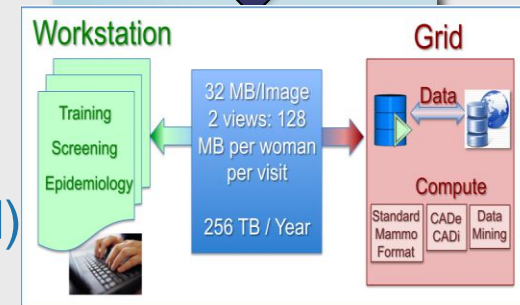 Workstation
Training
Screening
Epidemiology
32 MB/Image
2 views: 128
MB per woman
per visit
256 TB / Year
Grid
Data
Compute
Standard
Mammo
Format
CADe
CADi
Data
Mining